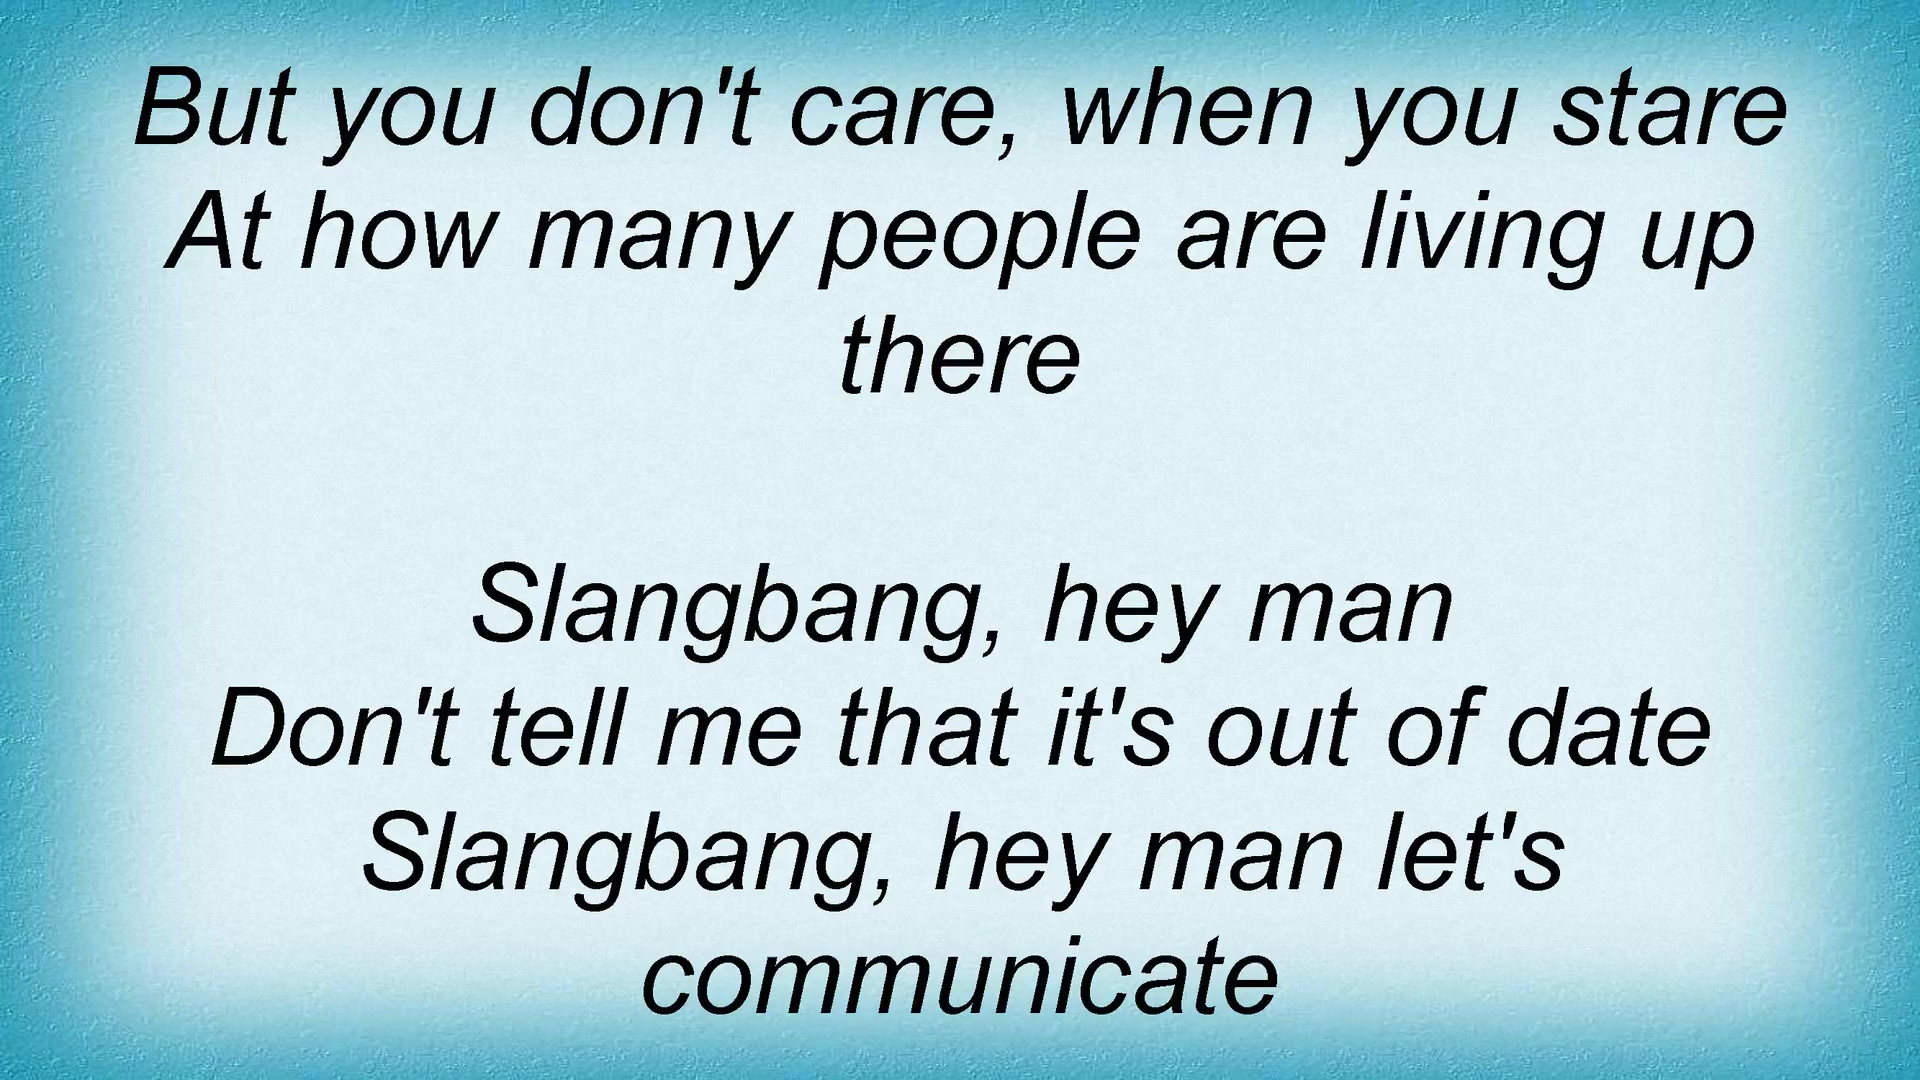 But you don't care, when you stare
At how many people are living up
there
Slangbang, hey man
Don't tell me that it's out of date
Slangbang, hey man let's
communicate